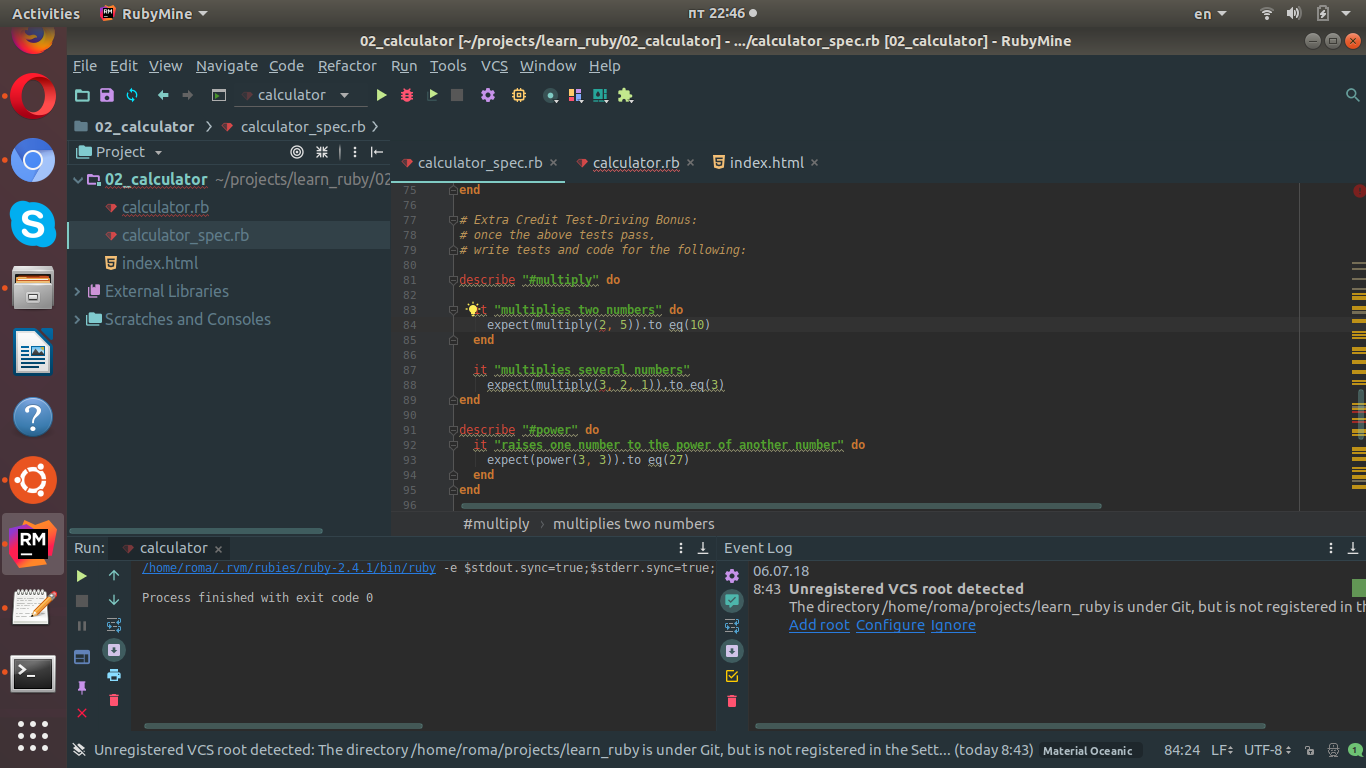 Activities RubyMine пт 22:46 en
02_calculator [~/projects/learn_ruby/02_calculator] - .../calculator_spec.rb [02_calculator] - RubyMine
File Edit View Navigate Code Refactor Run Tools VCS Window Help
calculator
02_calculator calculator_spec.rb
Project
calculator_spec.rb calculator.rb index.html
02_calculator ~/projects/learn_ruby/02
calculator.rb
calculator_spec.rb
index.html
External Libraries
Scratches and Consoles
75 end
76
77 # Extra Credit Test-Driving Bonus:
78 # once the above tests pass,
79 # write tests and code for the following:
80
81 describe "#multiply" do
82
83 t "multiplies two numbers" do
84 expect(multiply(2, 5)).to eq(10)
85 end
86
87 it "multiplies several numbers"
88 expect(multiply(3, 2, 1)).to eq(3)
89 end
90
91 describe "#power" do
92 it "raises one number to the power of another number" do
93 expect(power(3, 3)).to eq(27)
94 end
95 end
96
#multiply › multiplies two numbers
Run: calculator
/home/roma/.rvm/rubies/ruby-2.4.1/bin/ruby -e $stdout.sync=true;$stderr.sync=true;
Process finished with exit code 0
Event Log
06.07.18
8:43 Unregistered VCS root detected
The directory /home/roma/projects/learn_ruby is under Git, but is not registered in th
Add root Configure Ignore
RM
Unregistered VCS root detected: The directory /home/roma/projects/learn_ruby is under Git, but is not registered in the Sett... (today 8:43) Material Oceanic 84:24 LF UTF-8 1